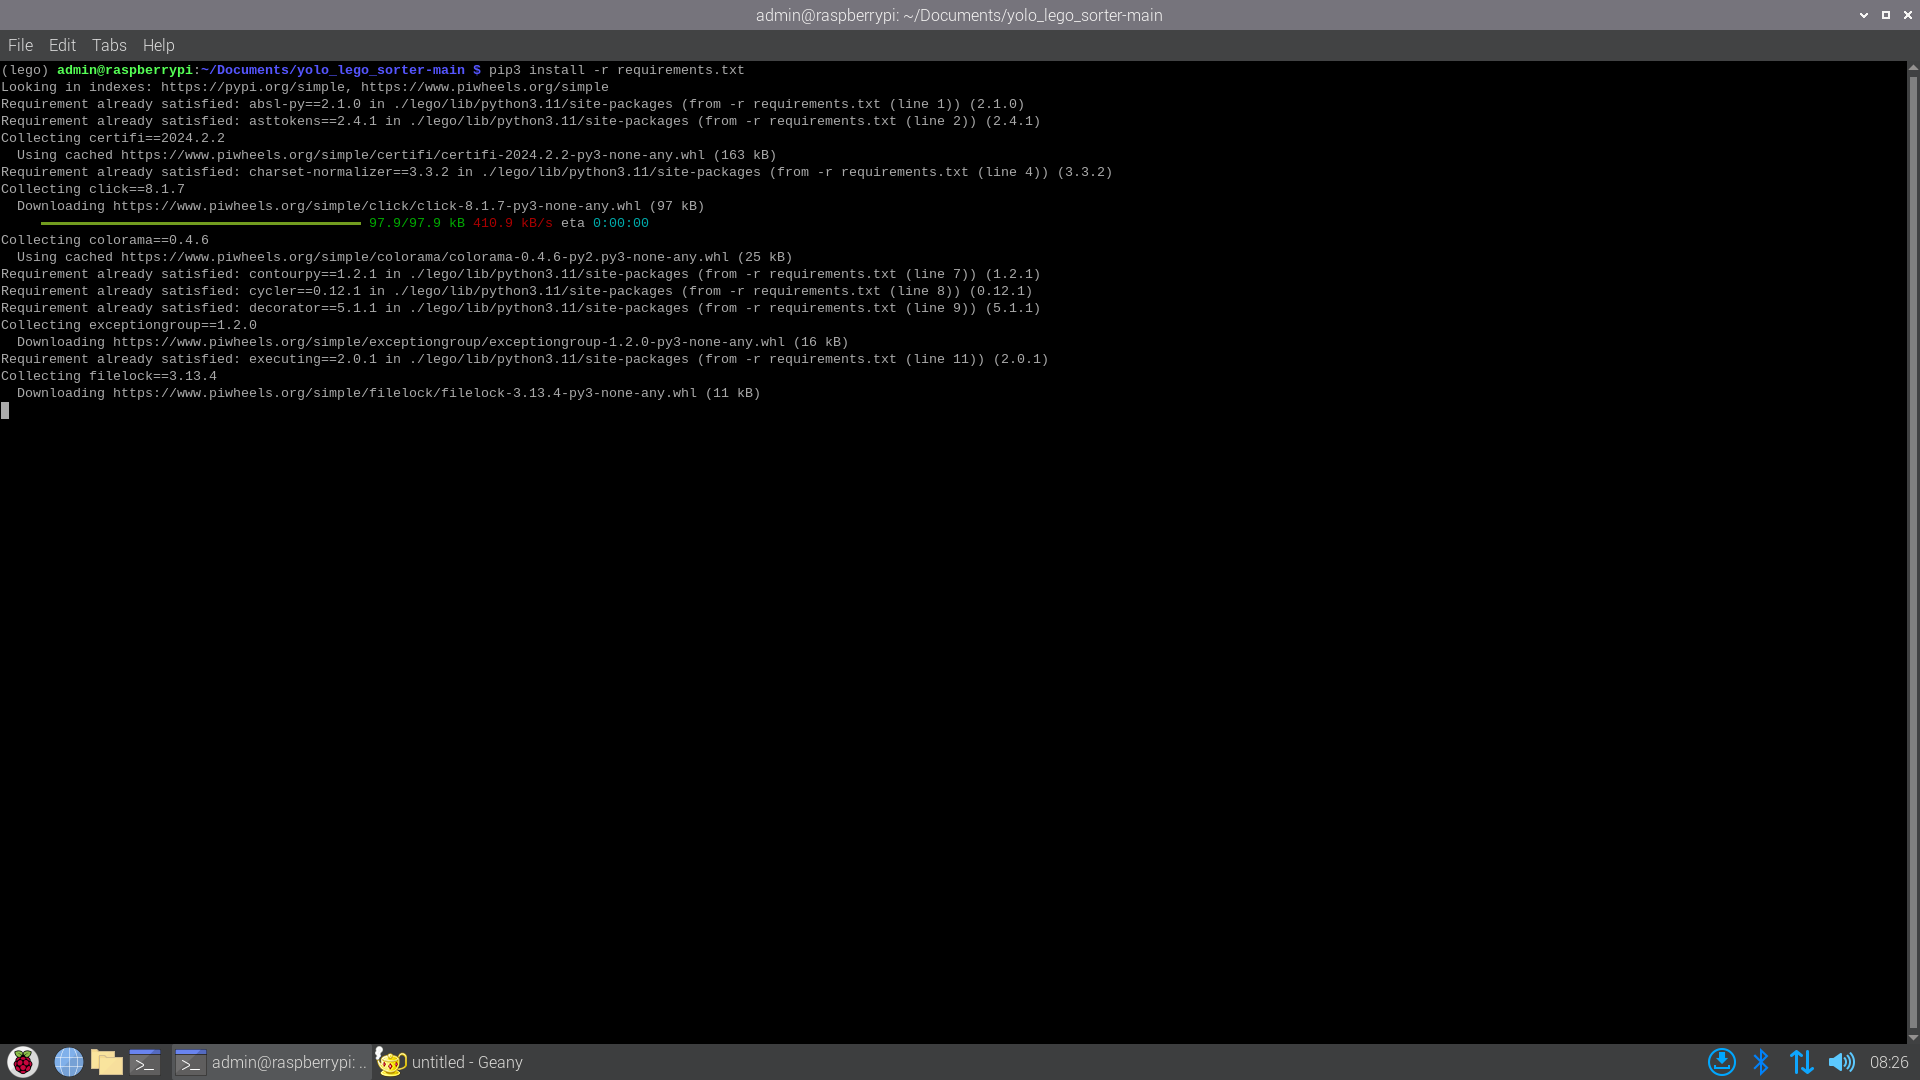 admin@raspberrypi: ~/Documents/yolo_lego_sorter-main
File Edit Tabs Help
(lego) admin@raspberrypi:~/Documents/yolo_lego_sorter-main $ pip3 install -r requirements.txt
Looking in indexes: https://pypi.org/simple, https://www.piwheels.org/simple
Requirement already satisfied: absl-py==2.1.0 in ./lego/lib/python3.11/site-packages (from -r requirements.txt (line 1)) (2.1.0)
Requirement already satisfied: asttokens==2.4.1 in ./lego/lib/python3.11/site-packages (from -r requirements.txt (line 2)) (2.4.1)
Collecting certifi==2024.2.2
  Using cached https://www.piwheels.org/simple/certifi/certifi-2024.2.2-py3-none-any.whl (163 kB)
Requirement already satisfied: charset-normalizer==3.3.2 in ./lego/lib/python3.11/site-packages (from -r requirements.txt (line 4)) (3.3.2)
Collecting click==8.1.7
  Downloading https://www.piwheels.org/simple/click/click-8.1.7-py3-none-any.whl (97 kB)
97.9/97.9 kB 410.9 kB/s eta 0:00:00
Collecting colorama==0.4.6
  Using cached https://www.piwheels.org/simple/colorama/colorama-0.4.6-py2.py3-none-any.whl (25 kB)
Requirement already satisfied: contourpy==1.2.1 in ./lego/lib/python3.11/site-packages (from -r requirements.txt (line 7)) (1.2.1)
Requirement already satisfied: cycler==0.12.1 in ./lego/lib/python3.11/site-packages (from -r requirements.txt (line 8)) (0.12.1)
Requirement already satisfied: decorator==5.1.1 in ./lego/lib/python3.11/site-packages (from -r requirements.txt (line 9)) (5.1.1)
Collecting exceptiongroup==1.2.0
  Downloading https://www.piwheels.org/simple/exceptiongroup/exceptiongroup-1.2.0-py3-none-any.whl (16 kB)
Requirement already satisfied: executing==2.0.1 in ./lego/lib/python3.11/site-packages (from -r requirements.txt (line 11)) (2.0.1)
Collecting filelock==3.13.4
  Downloading https://www.piwheels.org/simple/filelock/filelock-3.13.4-py3-none-any.whl (11 kB)
admin@raspberrypi: .. untitled - Geany 08:26